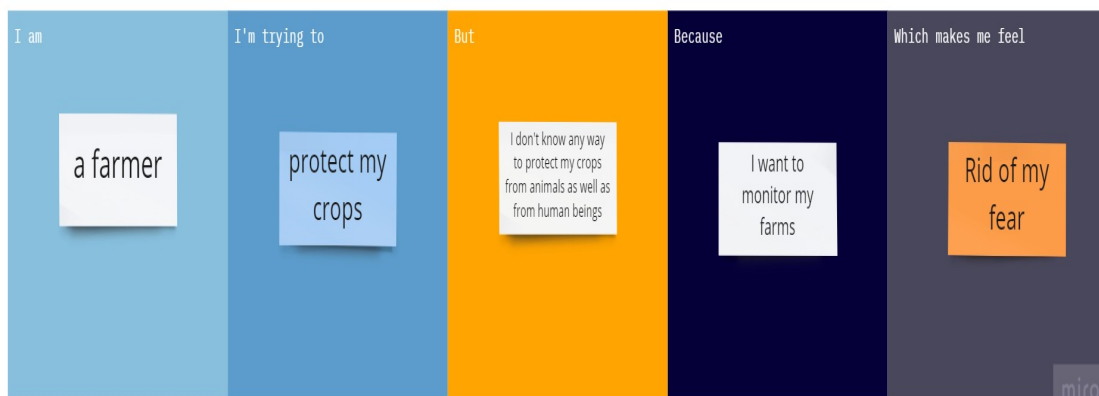 I am
a farmer
I'm trying to
protect my
crops
But
I don't know any way
to protect my crops
from animals as well as
from human beings
Because
I want to
monitor my
farms
Which makes me feel
Rid of my
fear
miro